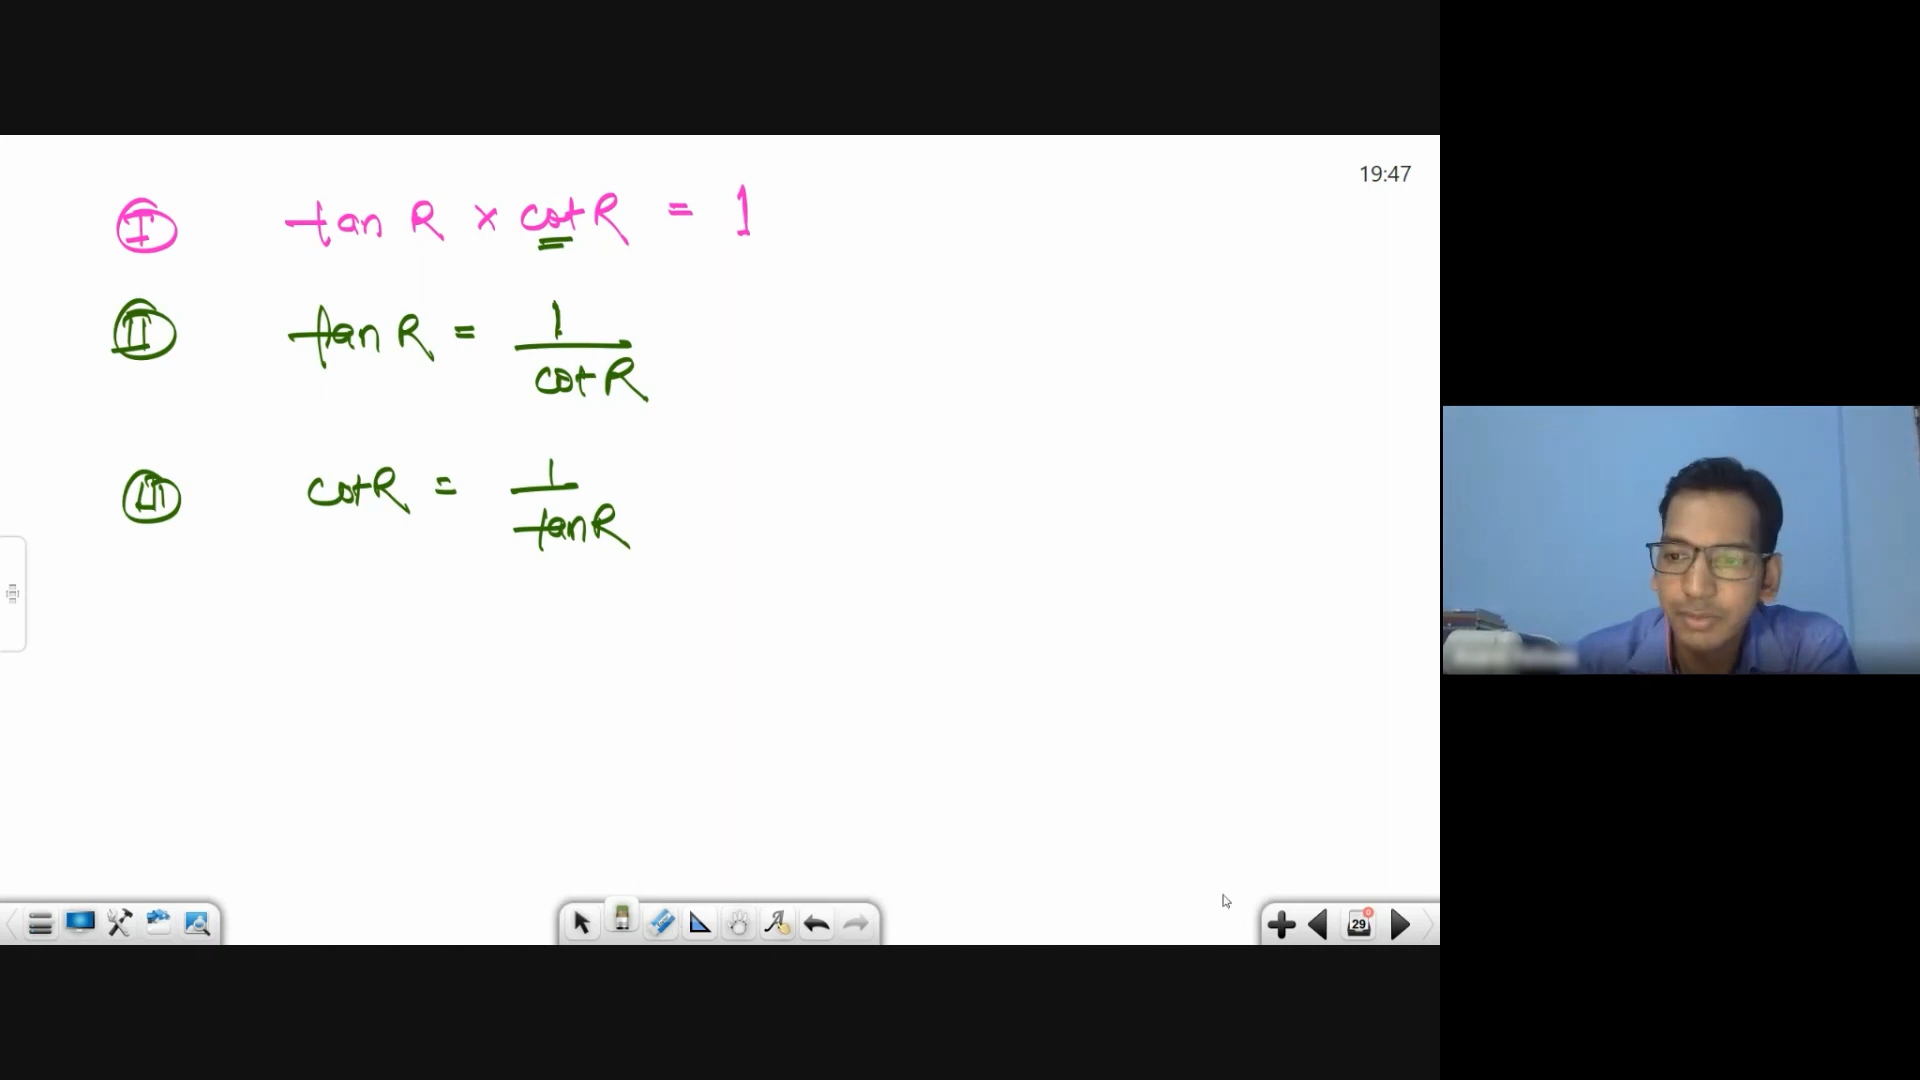 19:47
I tan R × cot R = 1
II tan R = 1 / cot R
III cot R = 1 / tan R
29